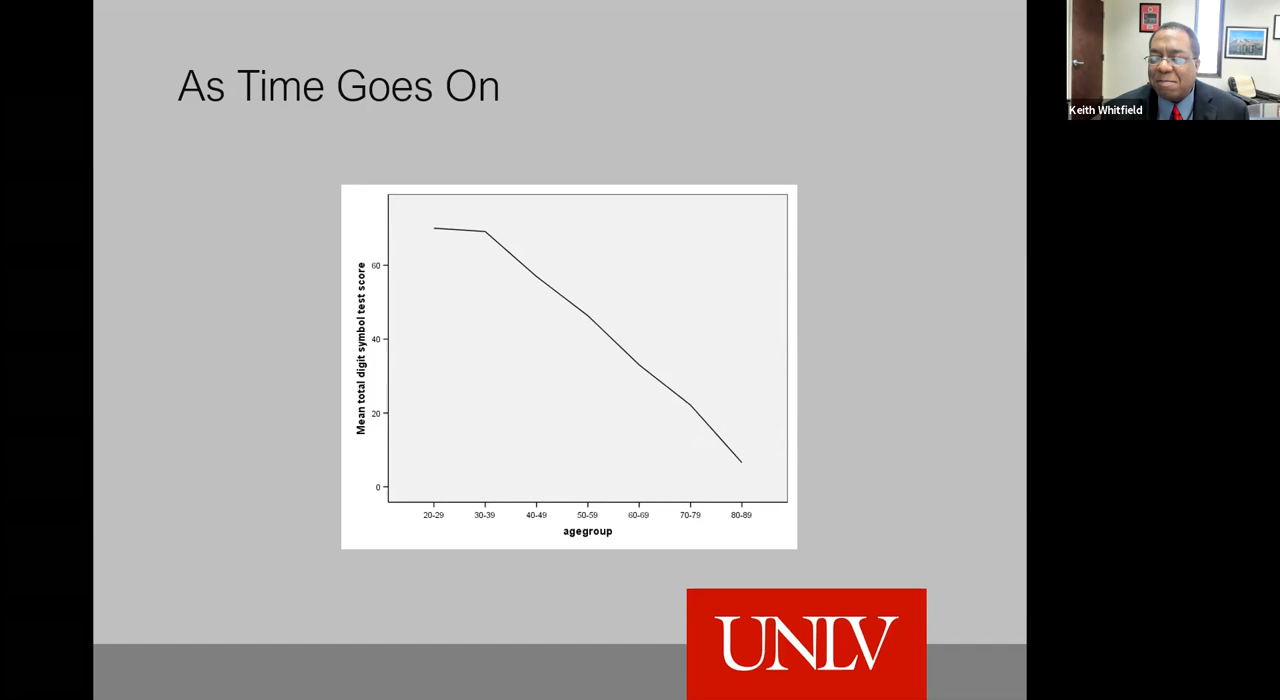 As Time Goes On
Keith Whitfield
Mean total digit symbol test score
60
40
20
0
20-29 30-39 40-49 50-59 60-69 70-79 80-89
agegroup
UNLV